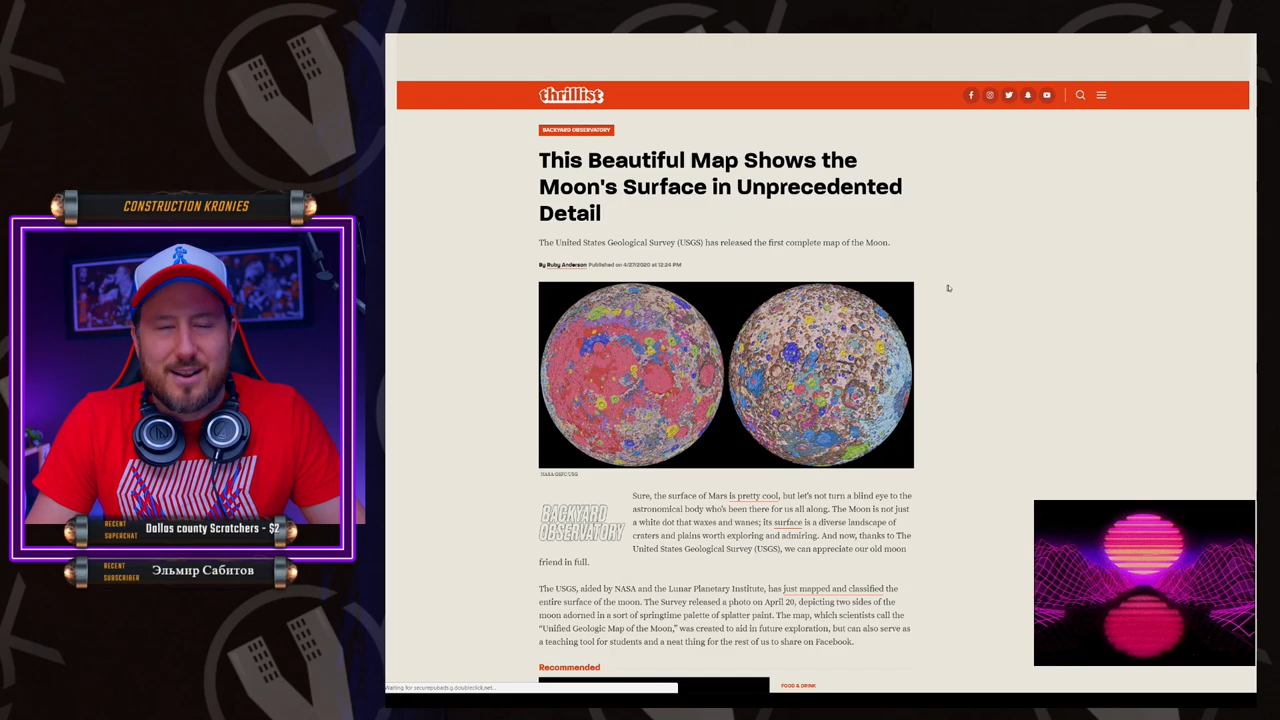 CONSTRUCTION KRONIES
RECENT SUPERCHAT
Dallas county Scratchers - $2
RECENT SUBSCRIBER
Эльмир Сабитов
thrillist
BACKYARD OBSERVATORY
This Beautiful Map Shows the
Moon's Surface in Unprecedented
Detail
The United States Geological Survey (USGS) has released the first complete map of the Moon.
By Ruby Anderson Published on 4/27/2020 at 12:24 PM
BACKYARD
OBSERVATORY
Sure, the surface of Mars is pretty cool, but let's not turn a blind eye to the
astronomical body who's been there for us all along. The Moon is not just
a white dot that waxes and wanes; its surface is a diverse landscape of
craters and plains worth exploring and admiring. And now, thanks to The
United States Geological Survey (USGS), we can appreciate our old moon
friend in full.
The USGS, aided by NASA and the Lunar Planetary Institute, has just mapped and classified the
entire surface of the moon. The Survey released a photo on April 20, depicting two sides of the
moon adorned in a sort of springtime palette of splatter paint. The map, which scientists call the
“Unified Geologic Map of the Moon,” was created to aid in future exploration, but can also serve as
a teaching tool for students and a neat thing for the rest of us to share on Facebook.
Recommended
FOOD & DRINK
Waiting for securepubads.g.doubleclick.net...